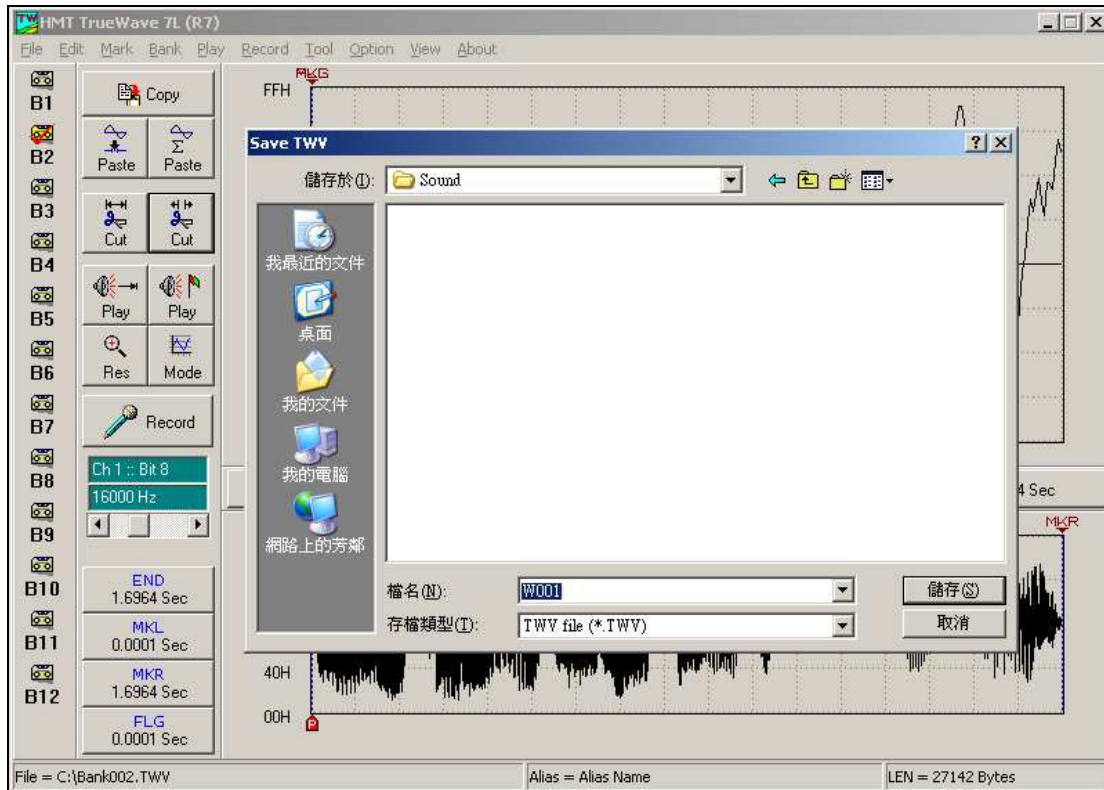 HMT TrueWave 7L (R7)
File Edit Mark Bank Play Record Tool Option View About
B1
B2
B3
B4
B5
B6
B7
B8
B9
B10
B11
B12
Copy
Paste Paste
Cut Cut
Play Play
Res Mode
Record
Ch 1 :: Bit 8
16000 Hz
END
1.6964 Sec
MKL
0.0001 Sec
MKR
1.6964 Sec
FLG
0.0001 Sec
MKG
FFH
Save TWV
儲存於(I): Sound
我最近的文件
桌面
我的文件
我的電腦
網路上的芳鄰
檔名(N): W001 儲存(S)
存檔類型(T): TWV file (*.TWV) 取消
4 Sec
MKR
40H
00H
P
File = C:\Bank002.TWV Alias = Alias Name LEN = 27142 Bytes